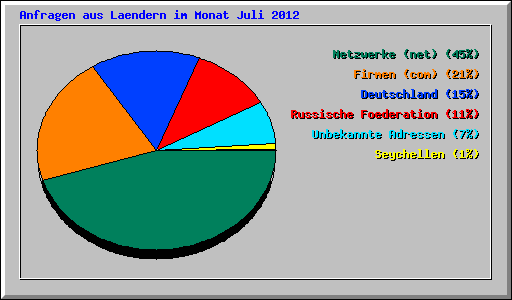 Anfragen aus Laendern im Monat Juli 2012
Netzwerke (net) (45%)
Firmen (com) (21%)
Deutschland (15%)
Russische Foederation (11%)
Unbekannte Adressen (7%)
Seychellen (1%)